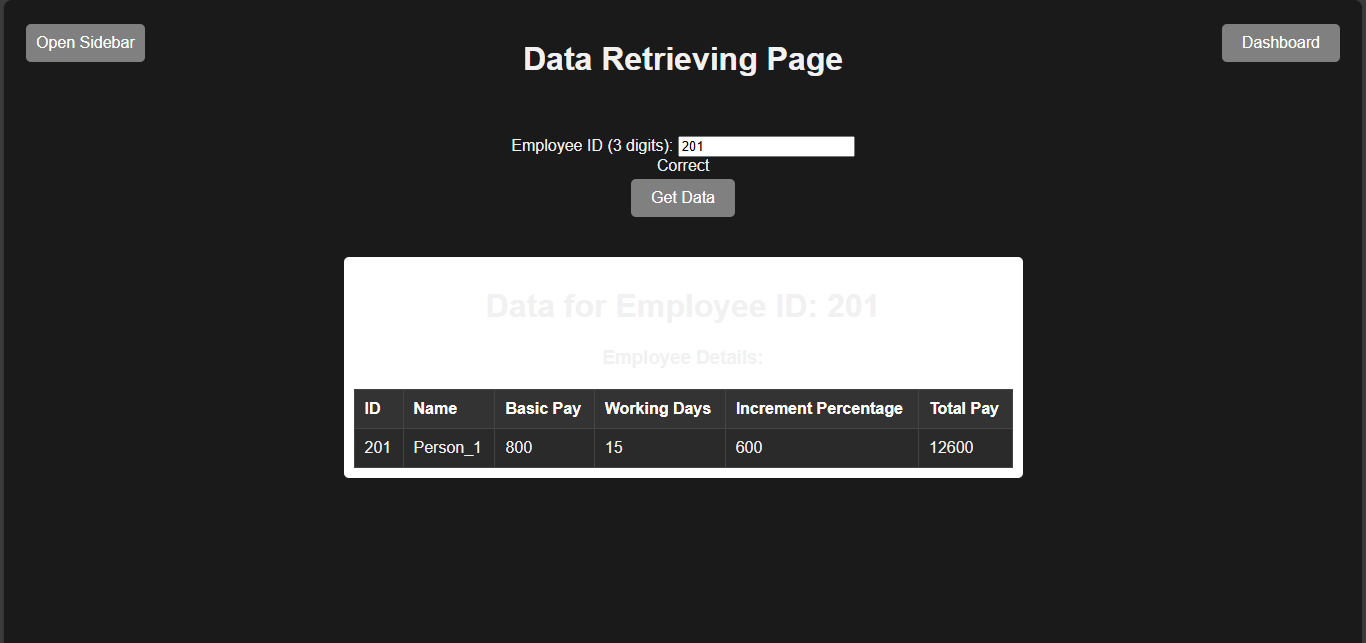 Open Sidebar
Dashboard
Data Retrieving Page
Employee ID (3 digits): 201
Correct
Get Data
Data for Employee ID: 201
Employee Details:
ID Name Basic Pay Working Days Increment Percentage Total Pay
201 Person_1 800 15 600 12600